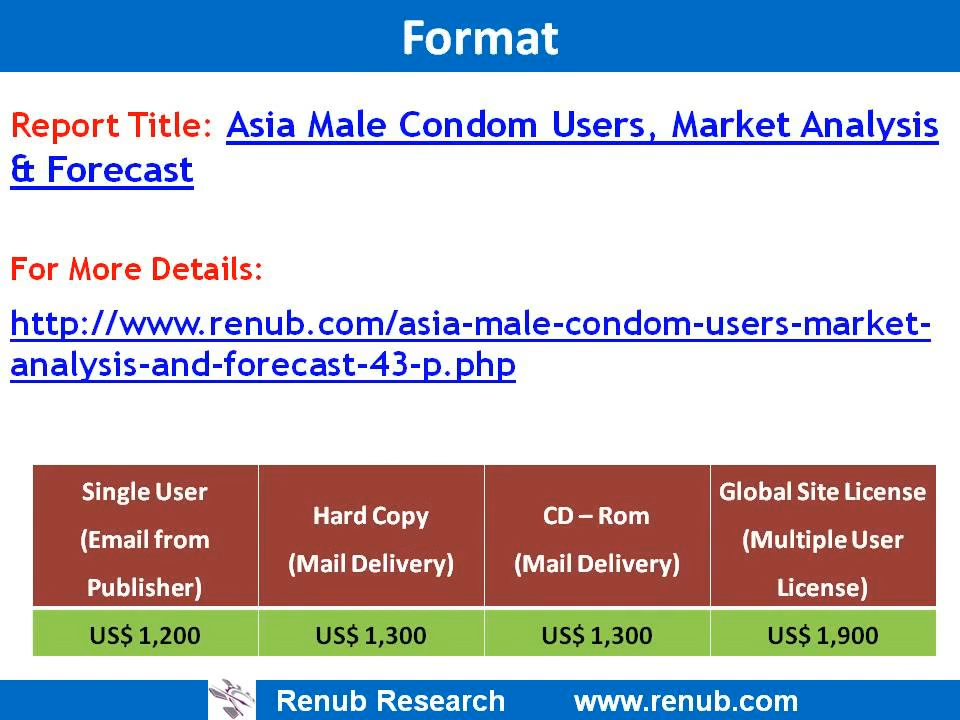 Format
Report Title: Asia Male Condom Users, Market Analysis
& Forecast
For More Details:
http://www.renub.com/asia-male-condom-users-market-
analysis-and-forecast-43-p.php
Single User
(Email from
Publisher)
Hard Copy
(Mail Delivery)
CD – Rom
(Mail Delivery)
Global Site License
(Multiple User
License)
US$ 1,200
US$ 1,300
US$ 1,300
US$ 1,900
Renub Research
www.renub.com